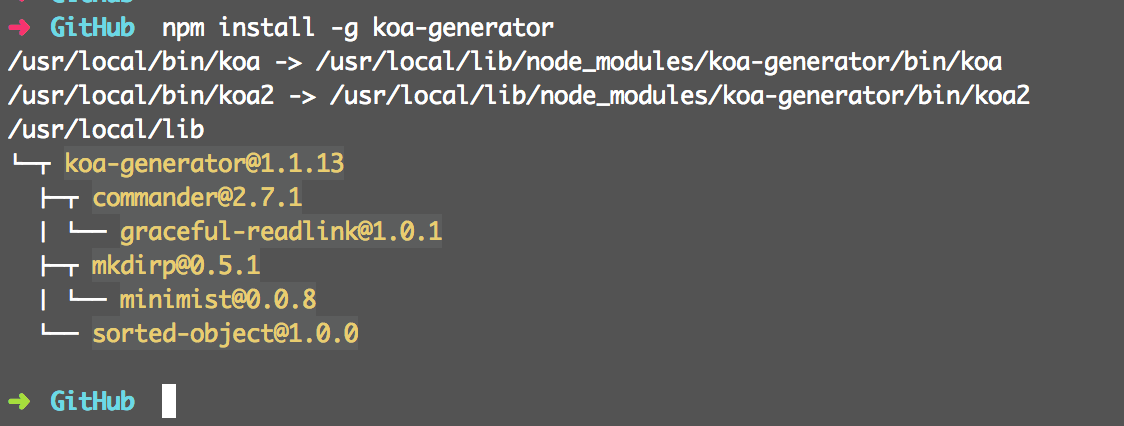 ➜ GitHub
➜ GitHub npm install -g koa-generator
/usr/local/bin/koa -> /usr/local/lib/node_modules/koa-generator/bin/koa
/usr/local/bin/koa2 -> /usr/local/lib/node_modules/koa-generator/bin/koa2
/usr/local/lib
└─┬ koa-generator@1.1.13
  ├─┬ commander@2.7.1
  │ └── graceful-readlink@1.0.1
  ├─┬ mkdirp@0.5.1
  │ └── minimist@0.0.8
  └── sorted-object@1.0.0
➜ GitHub